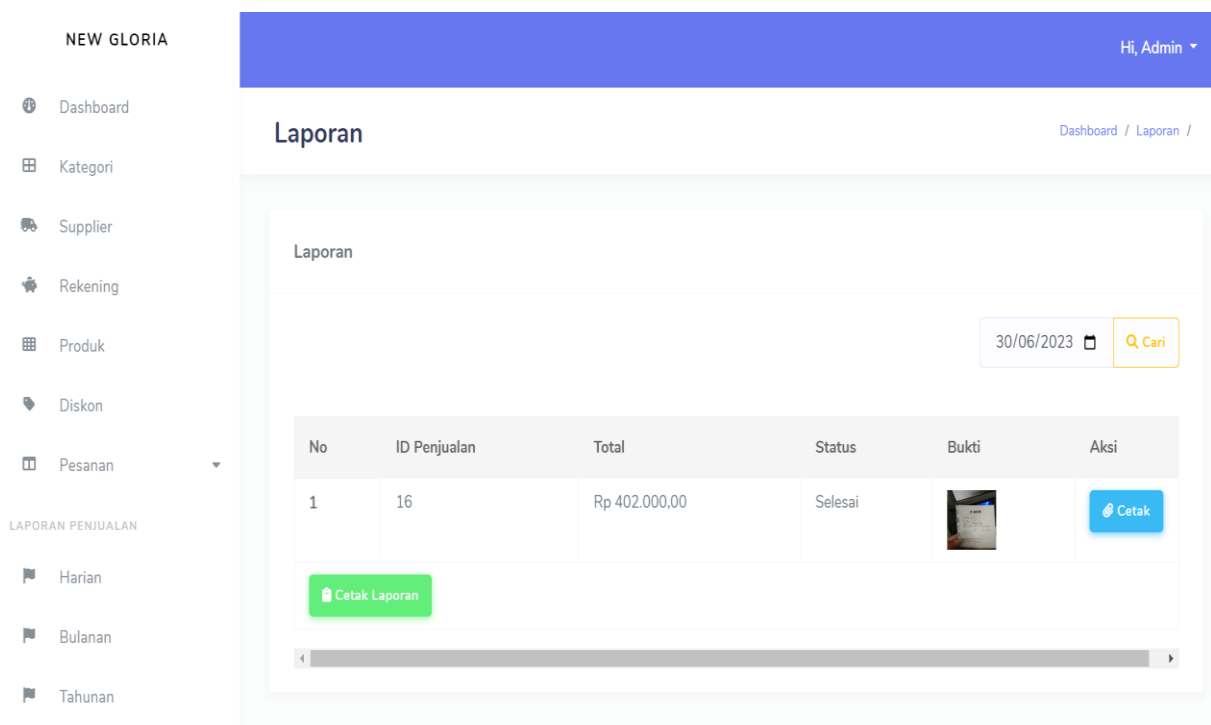 NEW GLORIA
Hi, Admin
Dashboard
Kategori
Supplier
Rekening
Produk
Diskon
Pesanan
LAPORAN PENJUALAN
Harian
Bulanan
Tahunan
Laporan
Dashboard / Laporan /
Laporan
30/06/2023 Cari
No ID Penjualan Total Status Bukti Aksi
1 16 Rp 402.000,00 Selesai Cetak
Cetak Laporan